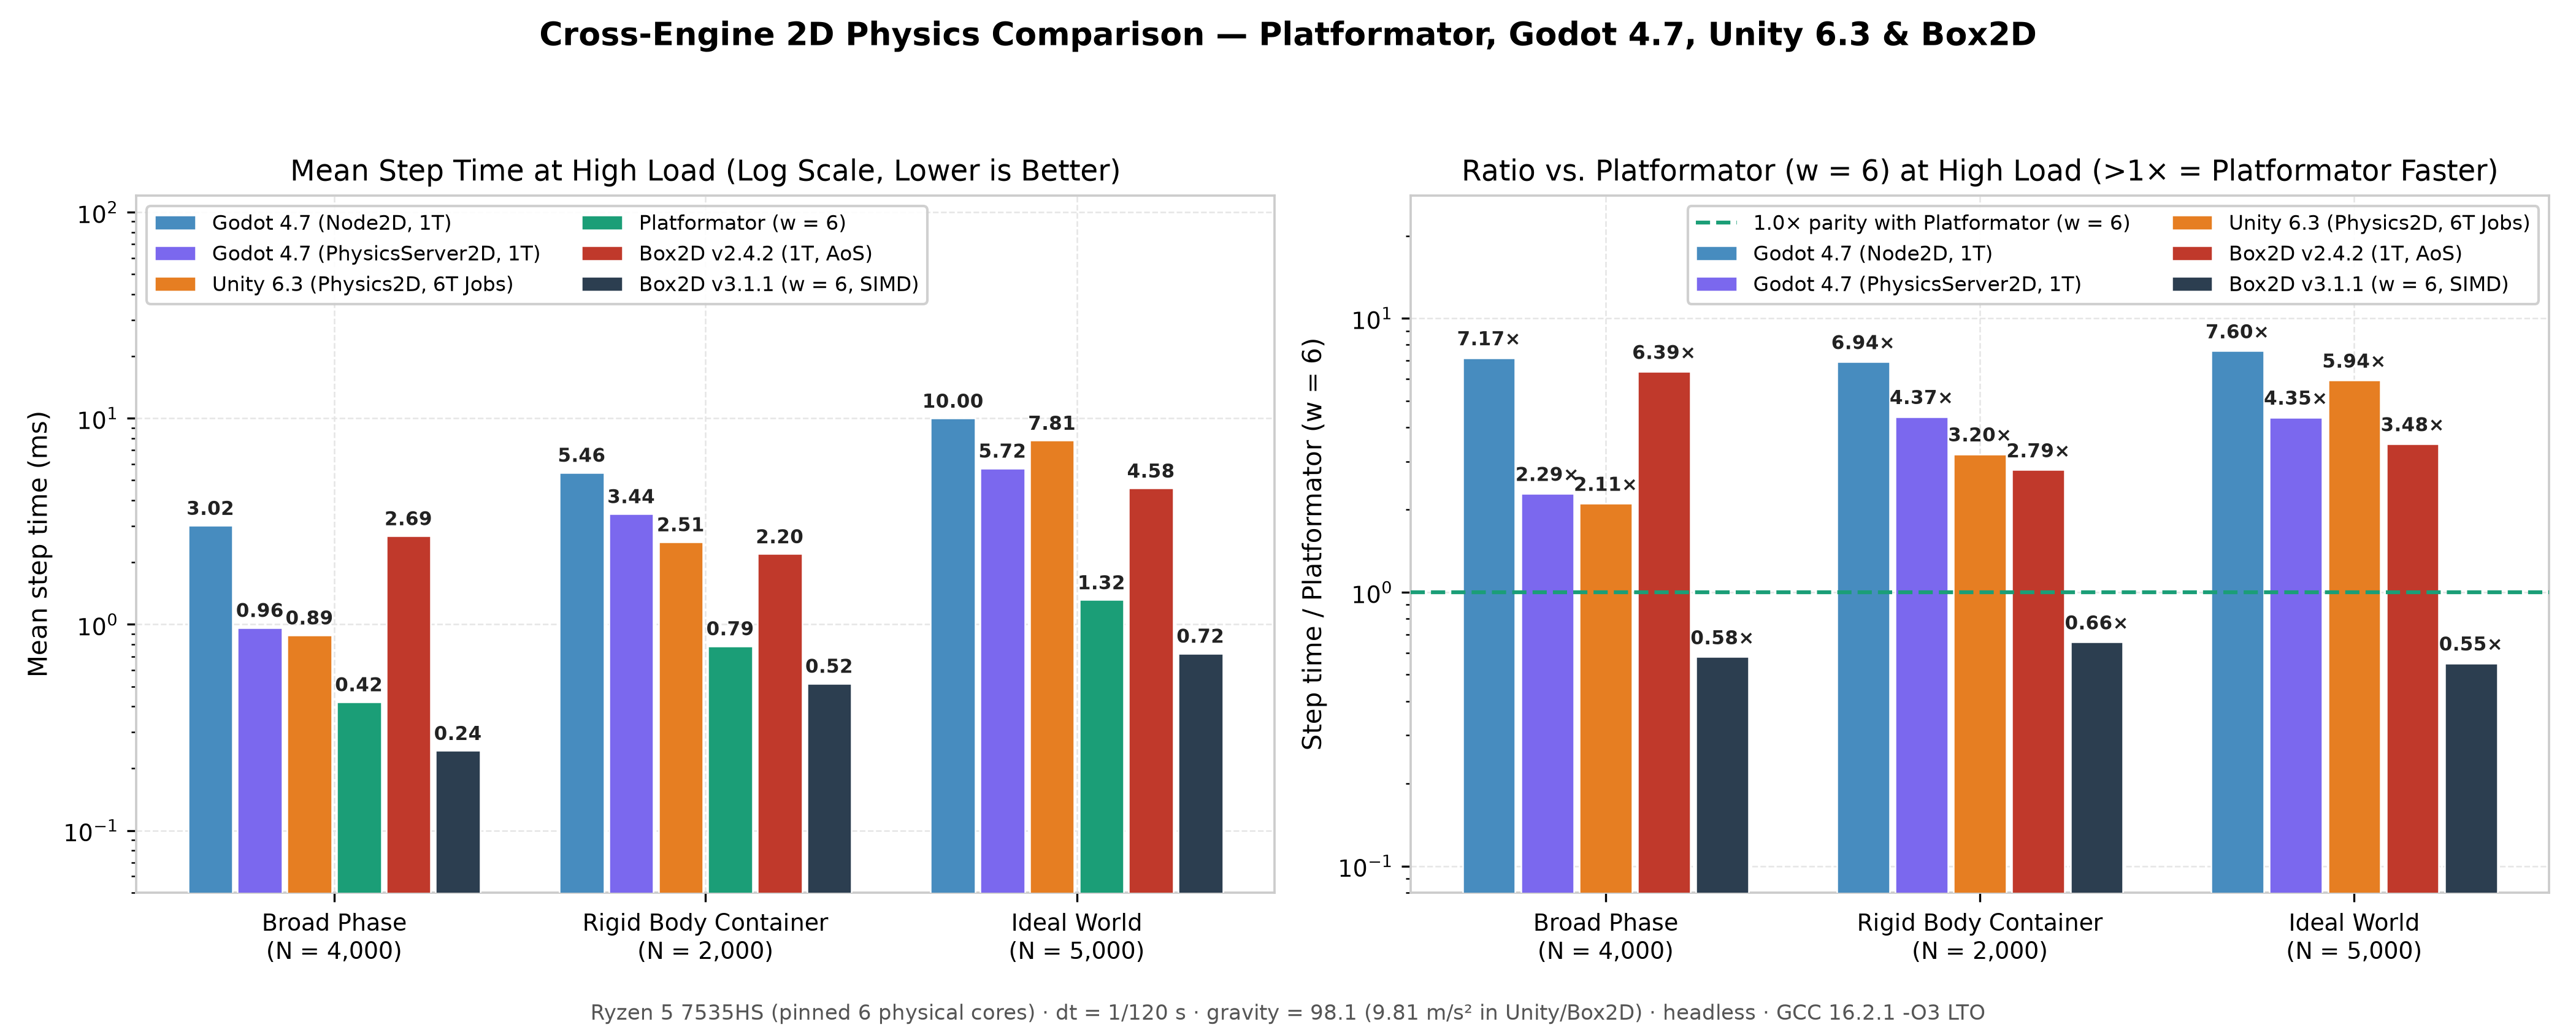 Cross-Engine 2D Physics Comparison — Platformator, Godot 4.7, Unity 6.3 & Box2D
Mean Step Time at High Load (Log Scale, Lower is Better)
Mean step time (ms)
10²
10¹
10⁰
10⁻¹
Godot 4.7 (Node2D, 1T)
Godot 4.7 (PhysicsServer2D, 1T)
Unity 6.3 (Physics2D, 6T Jobs)
Platformator (w = 6)
Box2D v2.4.2 (1T, AoS)
Box2D v3.1.1 (w = 6, SIMD)
3.02
0.96
0.89
0.42
2.69
0.24
5.46
3.44
2.51
0.79
2.20
0.52
10.00
5.72
7.81
1.32
4.58
0.72
Broad Phase
(N = 4,000)
Rigid Body Container
(N = 2,000)
Ideal World
(N = 5,000)
Ratio vs. Platformator (w = 6) at High Load (>1× = Platformator Faster)
Step time / Platformator (w = 6)
10¹
10⁰
10⁻¹
1.0× parity with Platformator (w = 6)
Godot 4.7 (Node2D, 1T)
Godot 4.7 (PhysicsServer2D, 1T)
Unity 6.3 (Physics2D, 6T Jobs)
Box2D v2.4.2 (1T, AoS)
Box2D v3.1.1 (w = 6, SIMD)
7.17×
2.29×
2.11×
6.39×
0.58×
6.94×
4.37×
3.20×
2.79×
0.66×
7.60×
4.35×
5.94×
3.48×
0.55×
Broad Phase
(N = 4,000)
Rigid Body Container
(N = 2,000)
Ideal World
(N = 5,000)
Ryzen 5 7535HS (pinned 6 physical cores) · dt = 1/120 s · gravity = 98.1 (9.81 m/s² in Unity/Box2D) · headless · GCC 16.2.1 -O3 LTO